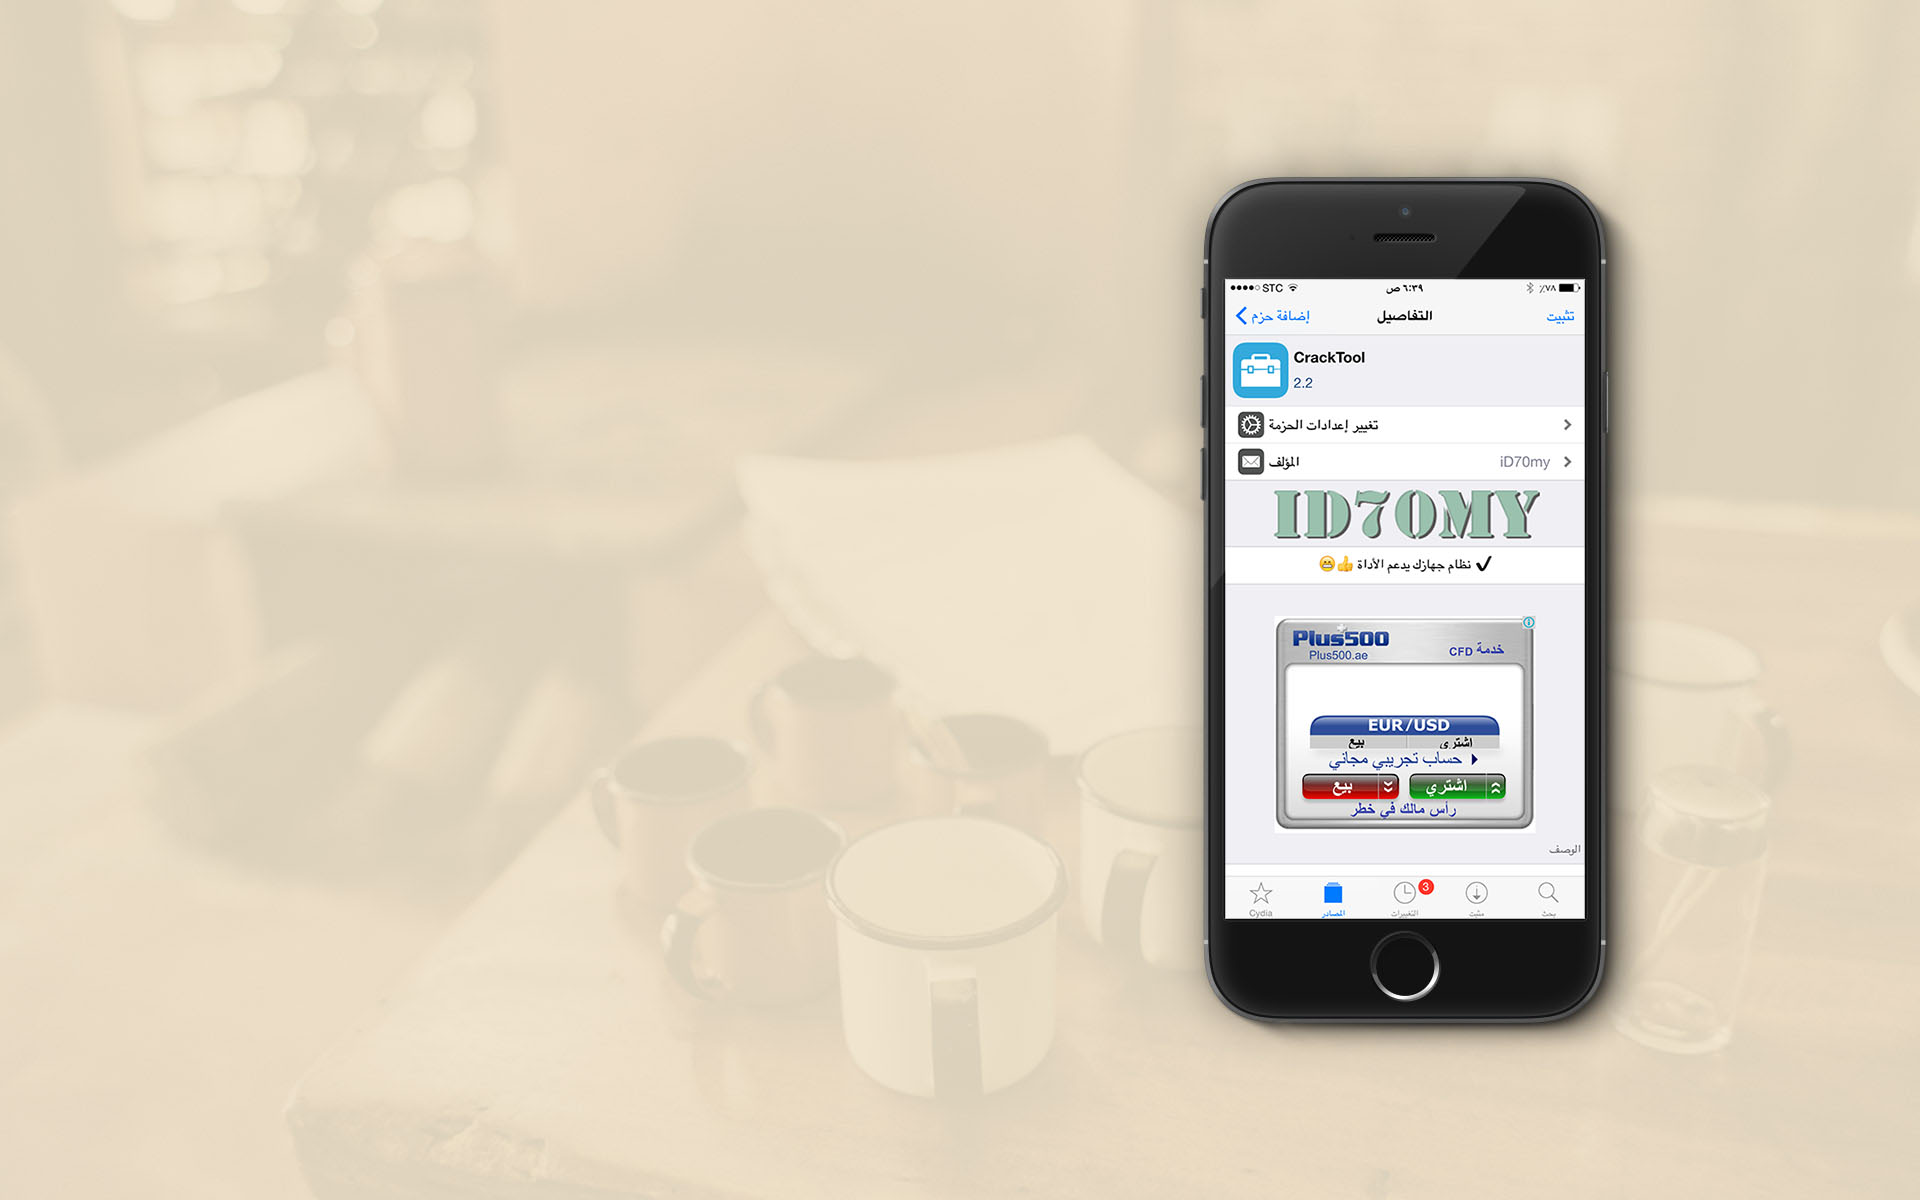 STC ٦:٣٩ ص ٪٧٨
إضافة حزم التفاصيل تثبيت
CrackTool
2.2
تغيير إعدادات الحزمة
المؤلف iD70my
ID70MY
✔ نظام جهازك يدعم الأداة 👍😁
Plus500
Plus500.ae
خدمة CFD
EUR/USD
اشتري بيع
حساب تجريبي مجاني
اشتري بيع
رأس مالك في خطر
الوصف
3
Cydia المصادر التغييرات مثبت بحث